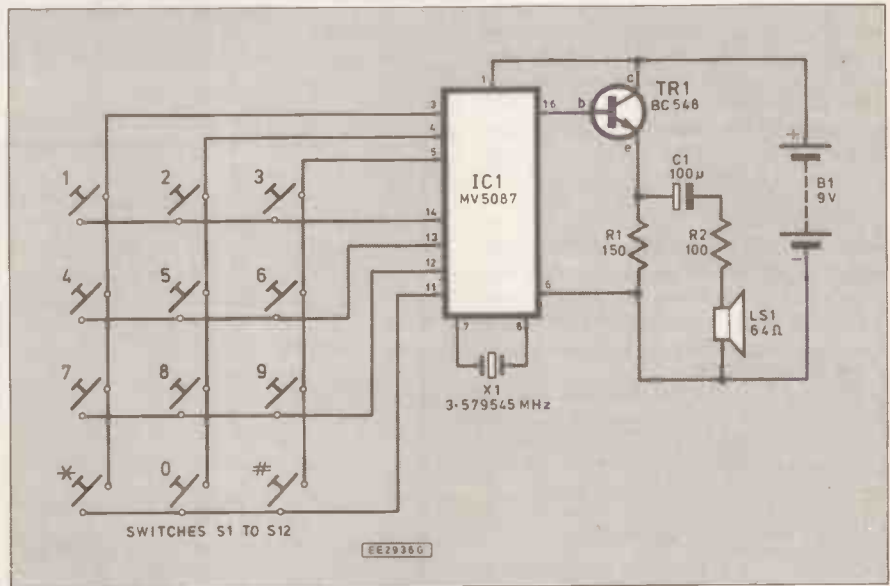 1
c
TR1
BC548
3
16
b
4
e
5
C1
100µ
+
B1
9V
1
2
3
IC1
MV5087
14
R1
150
R2
100
13
4
5
6
12
6
-
11
LS1
64Ω
7
8
7
8
9
X1
3·579545 MHz
*
0
#
SWITCHES S1 TO S12
EE2936G